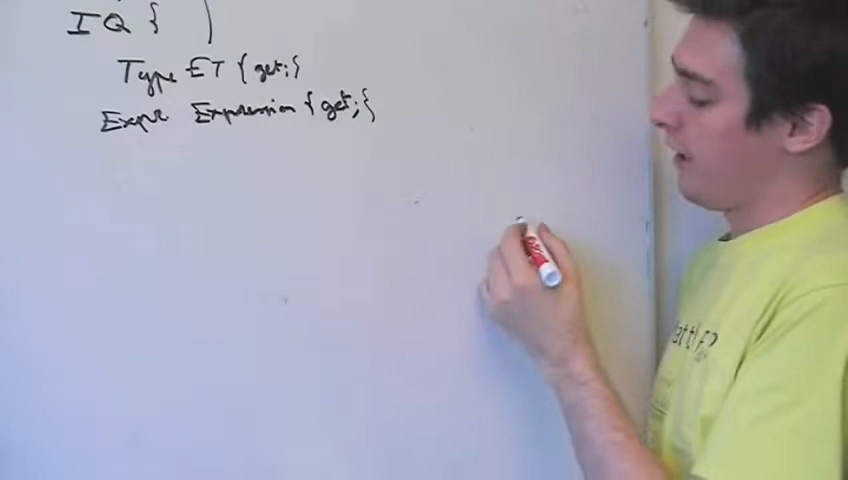 IQ {
Type ET { get; }
Expr Expression { get; }